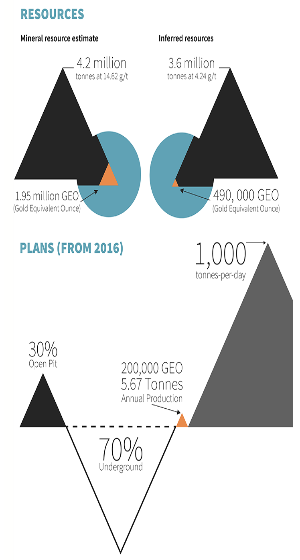 RESOURCES
Mineral resource estimate
Inferred resources
4.2 million
tonnes at 14.62 g/t
3.6 million
tonnes at 4.24 g/t
1.95 million GEO
(Gold Equivalent Ounce)
490, 000 GEO
(Gold Equivalent Ounce)
PLANS (FROM 2016)
1,000
tonnes-per-day
30%
Open Pit
200,000 GEO
5.67 Tonnes
Annual Production
70%
Underground